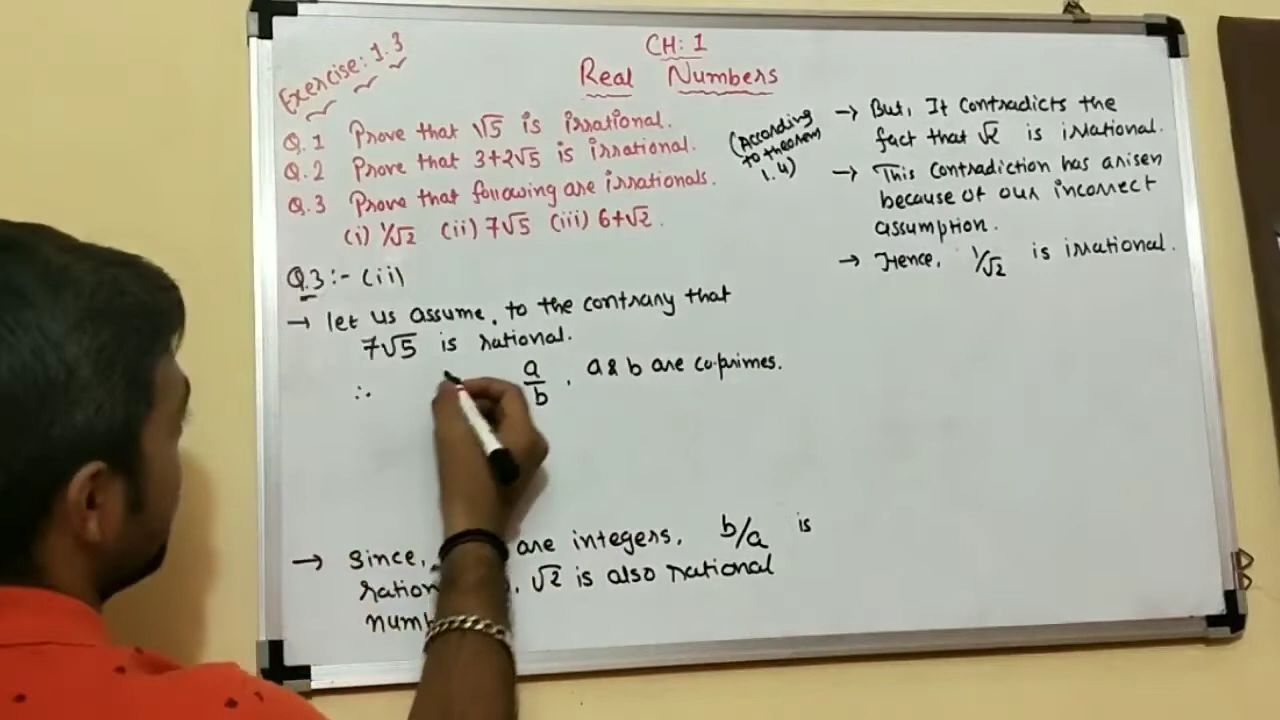 CH: 1
Real Numbers
Exercise: 1.3
Q.1 Prove that √5 is irrational.
Q.2 Prove that 3+2√5 is irrational.
Q.3 Prove that following are irrationals.
(i) 1/√2 (ii) 7√5 (iii) 6+√2.
Q.3:- (ii)
→ let us assume, to the contrary that
7√5 is rational.
∴ a/b , a & b are co-primes.
→ Since, are integers, b/a is
ration , √2 is also rational
numb
(According
to theorem
1.4)
→ But, It contradicts the
fact that √2 is irrational.
→ This contradiction has arisen
because of our incorrect
assumption.
→ Hence, 1/√2 is irrational.